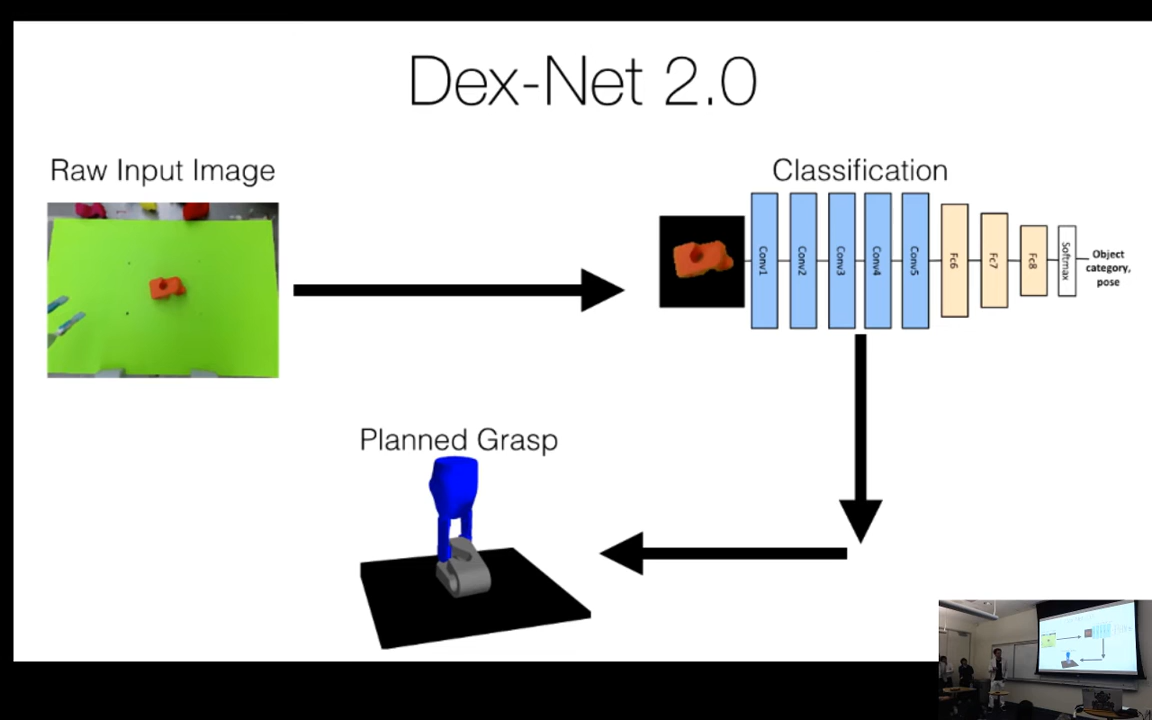 Dex-Net 2.0
Raw Input Image
Classification
Conv1
Conv2
Conv3
Conv4
Conv5
Fc6
Fc7
Fc8
Softmax
Object
category,
pose
Planned Grasp